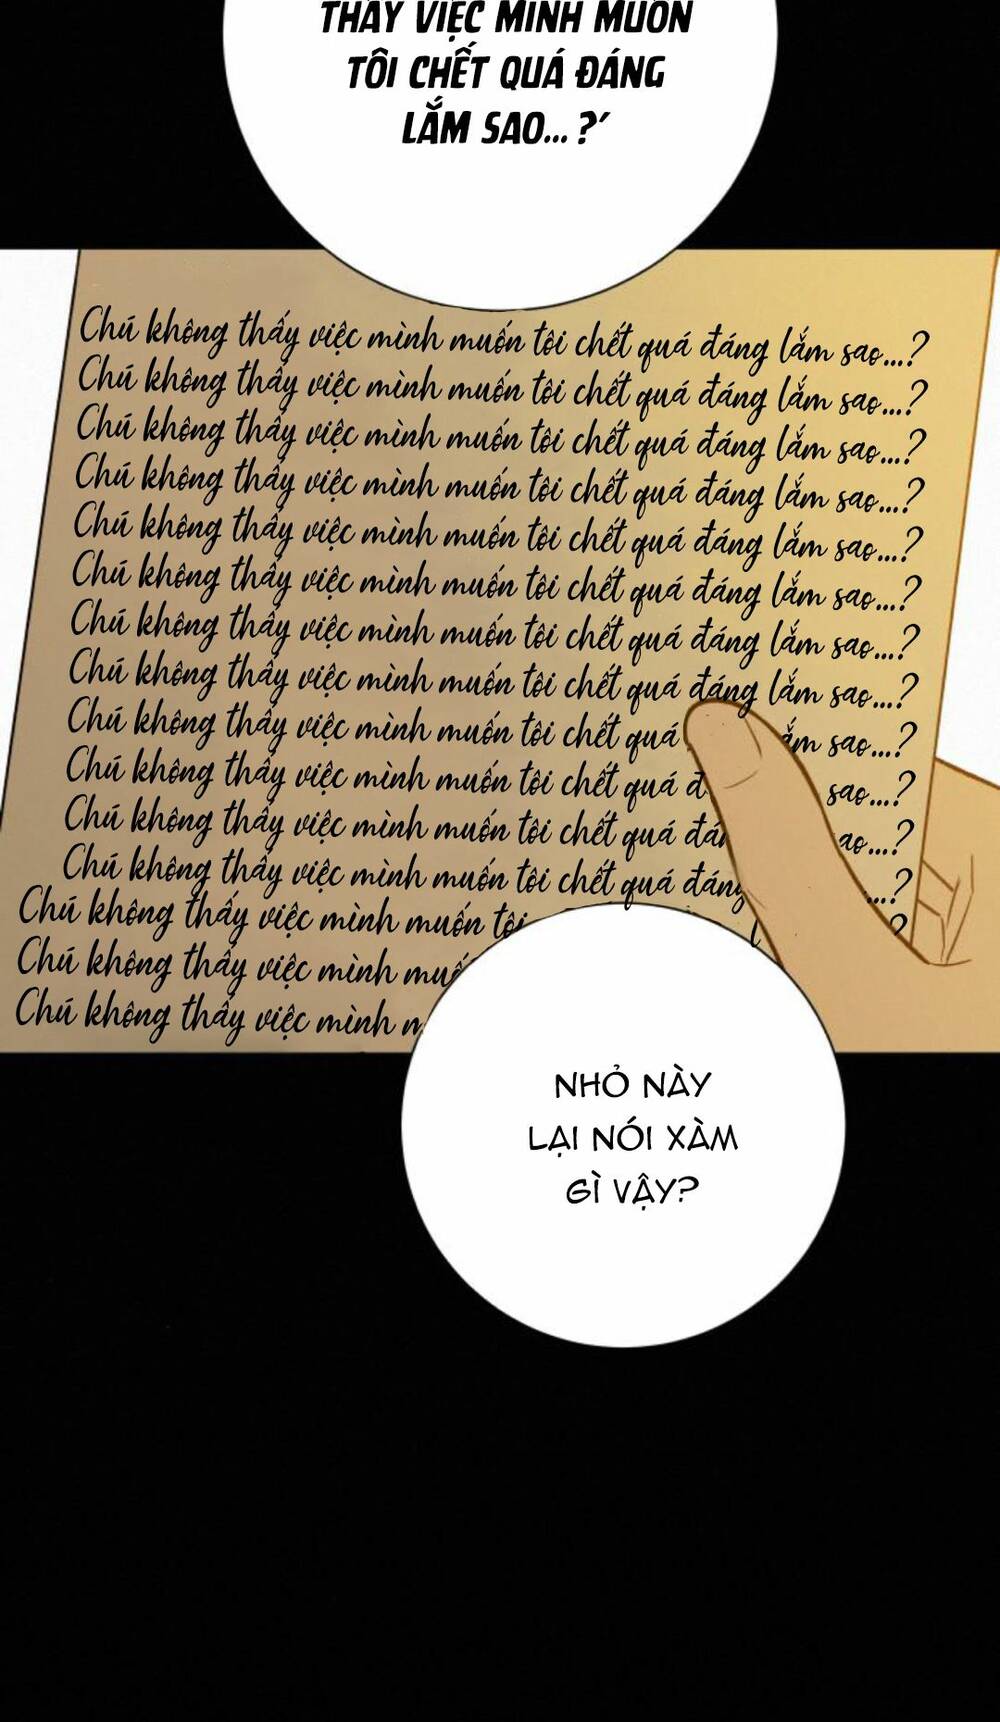 THẤY VIỆC MÌNH MUỐN
TÔI CHẾT QUÁ ĐÁNG
LẮM SAO...?'
Chú không thấy việc mình muốn tôi chết quá đáng lắm sao...?
Chú không thấy việc mình muốn tôi chết quá đáng lắm sao...?
Chú không thấy việc mình muốn tôi chết quá đáng lắm sao...?
Chú không thấy việc mình muốn tôi chết quá đáng lắm sao...?
Chú không thấy việc mình muốn tôi chết quá đáng lắm sao...?
Chú không thấy việc mình muốn tôi chết quá đáng lắm sao...?
Chú không thấy việc mình muốn tôi chết quá đáng lắm sao...?
Chú không thấy việc mình muốn tôi chết quá đáng lắm sao...?
Chú không thấy việc mình muốn tôi chết quá ắm sao...?
Chú không thấy việc mình muốn tôi chết quá đ sao...?
Chú không thấy việc mình muốn tôi chết quá đán ao...?
Chú không thấy việc mình muốn tôi chết quá đáng ...?
Chú không thấy việc mình muốn tôi ?
Chú không thấy việc mình muố
Chú không thấy việc mình m
NHỎ NÀY
LẠI NÓI XÀM
GÌ VẬY?